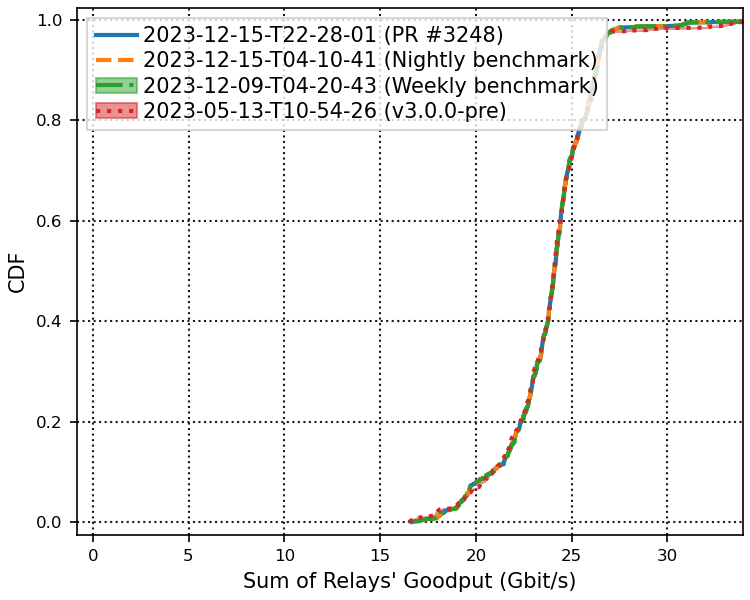 1.0
0.8
0.6
0.4
0.2
0.0
CDF
2023-12-15-T22-28-01 (PR #3248)
2023-12-15-T04-10-41 (Nightly benchmark)
2023-12-09-T04-20-43 (Weekly benchmark)
2023-05-13-T10-54-26 (v3.0.0-pre)
0 5 10 15 20 25 30
Sum of Relays' Goodput (Gbit/s)